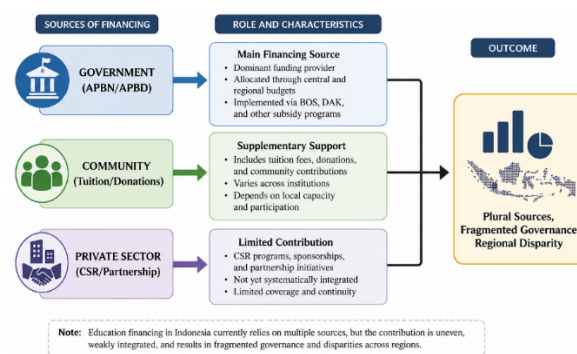 SOURCES OF FINANCING
ROLE AND CHARACTERISTICS
OUTCOME
GOVERNMENT
(APBN/APBD)
Main Financing Source
• Dominant funding provider
• Allocated through central and
regional budgets
• Implemented via BOS, DAK,
and other subsidy programs
COMMUNITY
(Tuition/Donations)
Supplementary Support
• Includes tuition fees, donations,
and community contributions
• Varies across institutions
• Depends on local capacity
and participation
PRIVATE SECTOR
(CSR/Partnership)
Limited Contribution
• CSR programs, sponsorships,
and partnership initiatives
• Not yet systematically integrated
• Limited coverage and continuity
Plural Sources,
Fragmented Governance
Regional Disparity
Note: Education financing in Indonesia currently relies on multiple sources, but the contribution is uneven,
weakly integrated, and results in fragmented governance and disparities across regions.